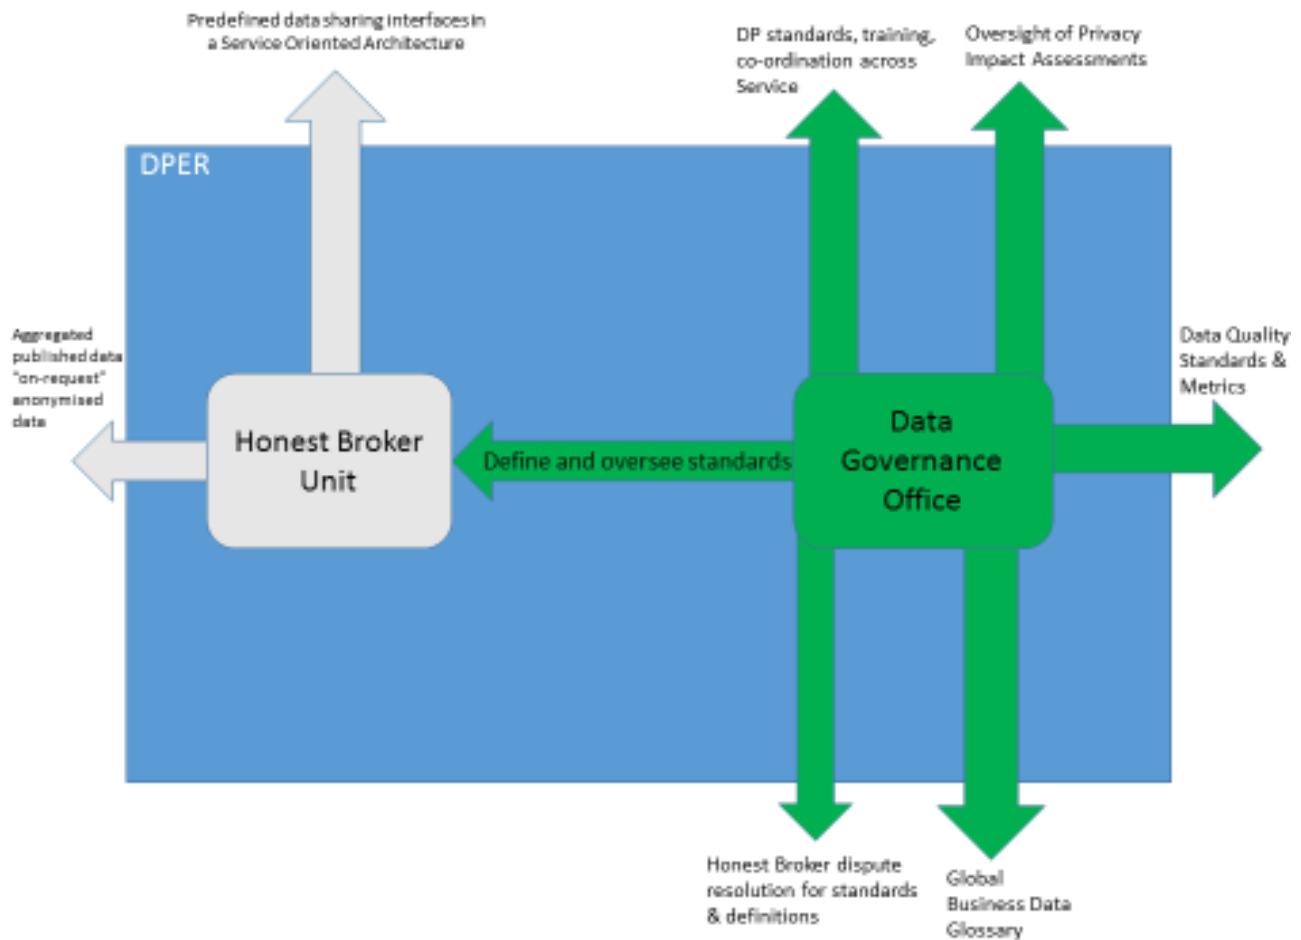 Predefined data sharing interfaces in
a Service Oriented Architecture
DP standards, training,
co-ordination across
Service
Oversight of Privacy
Impact Assessments
DPER
Aggregated
published data
"on-request"
anonymised
data
Data Quality
Standards &
Metrics
Honest Broker
Unit
Define and oversee standards
Data
Governance
Office
Honest Broker dispute
resolution for standards
& definitions
Global
Business Data
Glossary